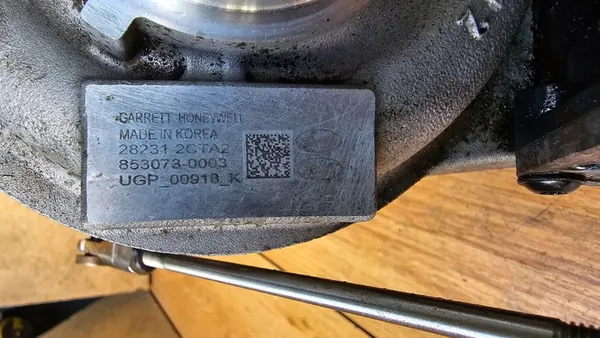 GARRETT HONEYWELL
MADE IN KOREA
28231-2CTA2
853073-0003
UGP_00918_K